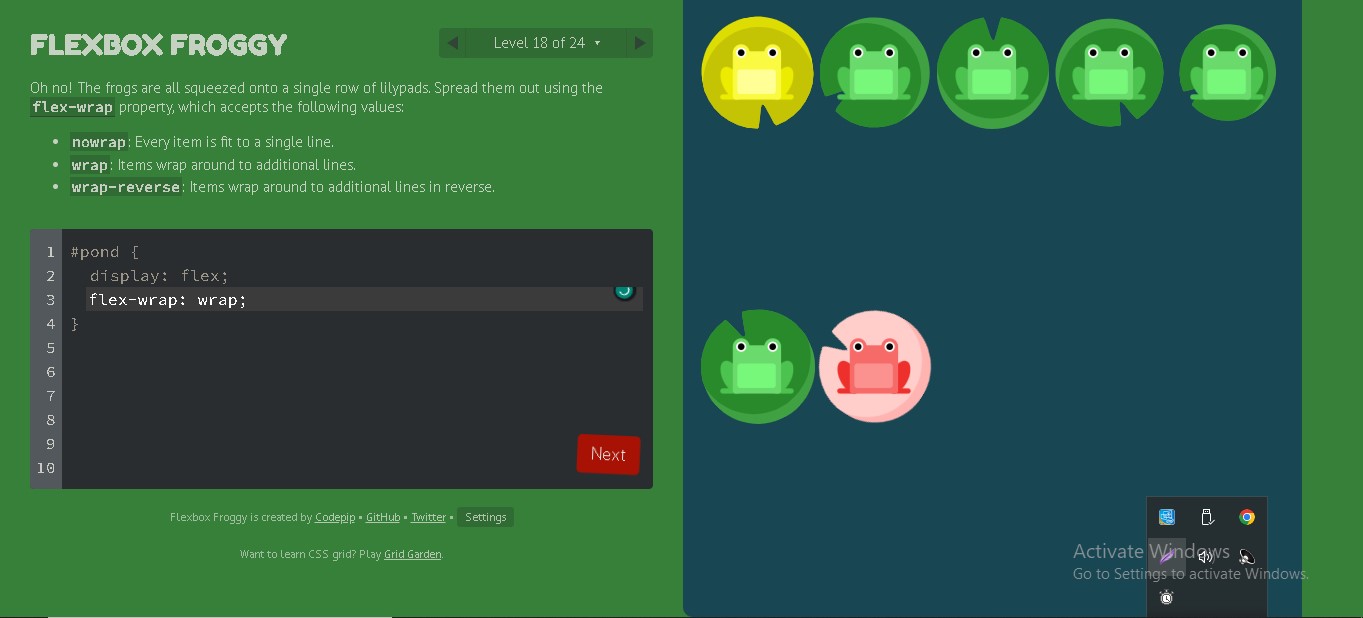 FLEXBOX FROGGY
Level 18 of 24
Oh no! The frogs are all squeezed onto a single row of lilypads. Spread them out using the
flex-wrap property, which accepts the following values:
• nowrap: Every item is fit to a single line.
• wrap: Items wrap around to additional lines.
• wrap-reverse: Items wrap around to additional lines in reverse.
1 #pond {
2 display: flex;
3 flex-wrap: wrap;
4 }
5
6
7
8
9
10
Next
Flexbox Froggy is created by Codepip • GitHub • Twitter • Settings
Want to learn CSS grid? Play Grid Garden.
Activate Windows
Go to Settings to activate Windows.